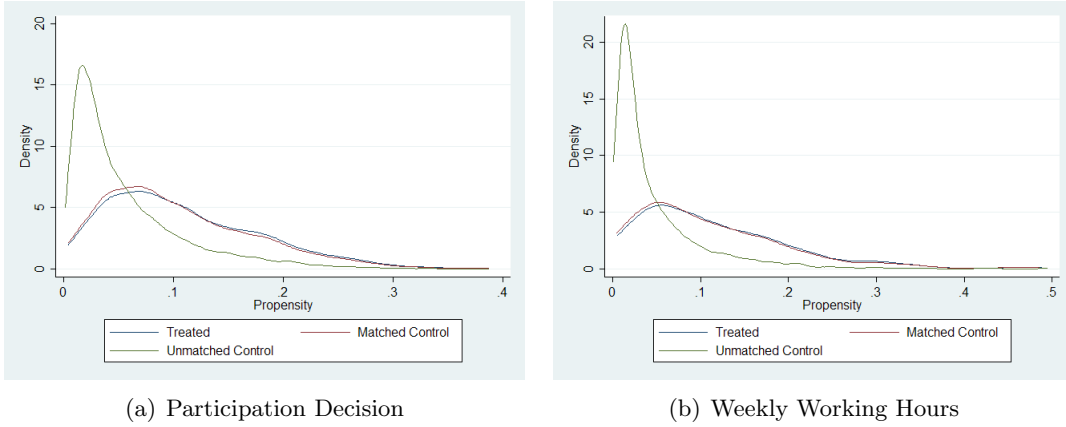 20
15
10
5
0
Density
0 .1 .2 .3 .4
Propensity
Treated Matched Control
Unmatched Control
(a) Participation Decision
20
15
10
5
0
Density
0 .1 .2 .3 .4 .5
Propensity
Treated Matched Control
Unmatched Control
(b) Weekly Working Hours